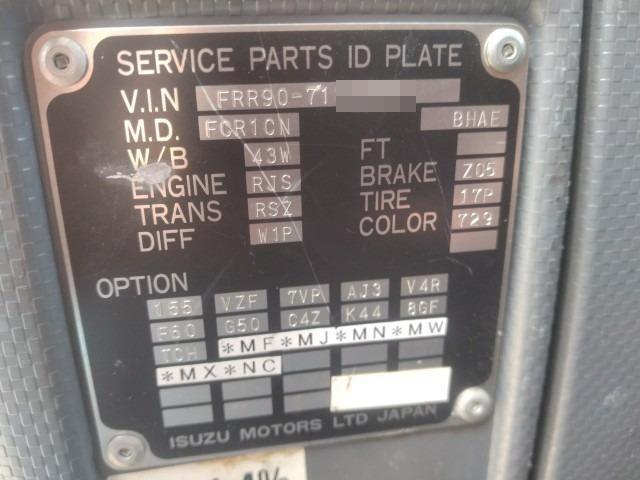 SERVICE PARTS ID PLATE
V.I.N FRR90-71
M.D. FCR1CN BHAE
W/B 43W FT
ENGINE RJS BRAKE Z05
TRANS RSZ TIRE 17P
DIFF W1P COLOR 729
OPTION
155 VZF 7VP AJ3 V4R
F60 G50 C4Z K44 8GF
TCH *MF*MJ*MN*MW
*MX*NC
ISUZU MOTORS LTD JAPAN